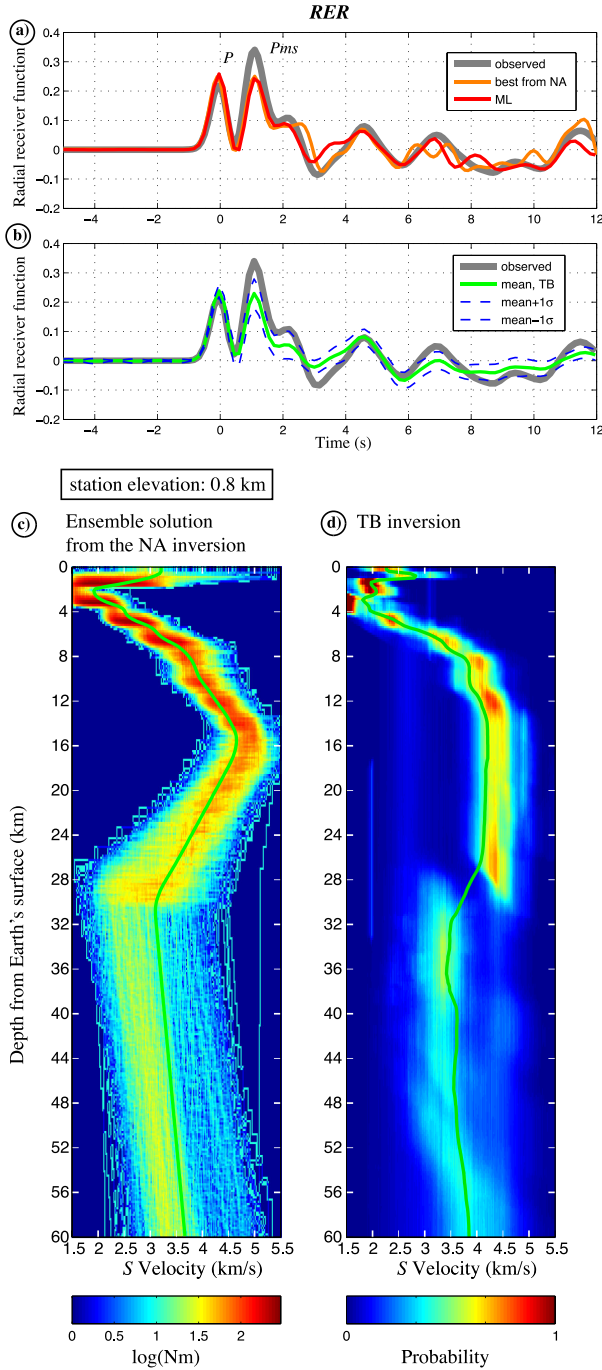 RER
a)
P
Pms
observed
best from NA
ML
Radial receiver function
0.4
0.3
0.2
0.1
0
−0.1
−0.2
−4 −2 0 2 4 6 8 10 12
b)
observed
mean, TB
mean+1σ
mean−1σ
Radial receiver function
0.4
0.3
0.2
0.1
0
−0.1
−0.2
−4 −2 0 2 4 6 8 10 12
Time (s)
station elevation: 0.8 km
c) Ensemble solution
from the NA inversion
d) TB inversion
Depth from Earth's surface (km)
0
4
8
12
16
20
24
28
32
36
40
44
48
52
56
60
1.5 2 2.5 3 3.5 4 4.5 5 5.5
S Velocity (km/s)
0
4
8
12
16
20
24
28
32
36
40
44
48
52
56
60
1.5 2 2.5 3 3.5 4 4.5 5 5.5
S Velocity (km/s)
0 0.5 1 1.5 2
log(Nm)
0 1
Probability